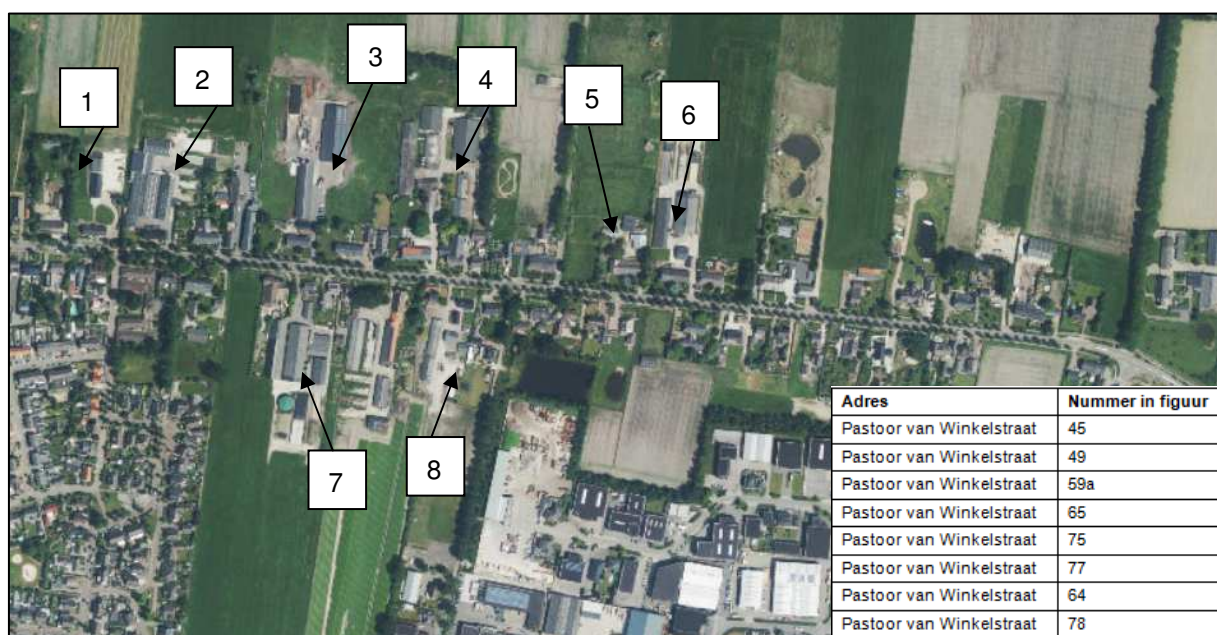 1
2
3
4
5
6
7
8
Adres Nummer in figuur
Pastoor van Winkelstraat 45
Pastoor van Winkelstraat 49
Pastoor van Winkelstraat 59a
Pastoor van Winkelstraat 65
Pastoor van Winkelstraat 75
Pastoor van Winkelstraat 77
Pastoor van Winkelstraat 64
Pastoor van Winkelstraat 78